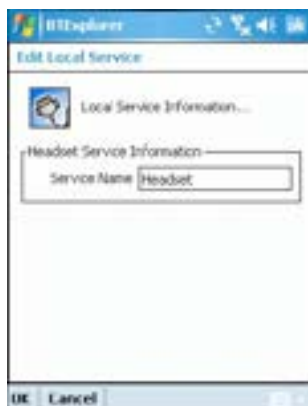 BTExplorer
Edit Local Service
Local Service Information...
Headset Service Information
Service Name Headset
OK Cancel